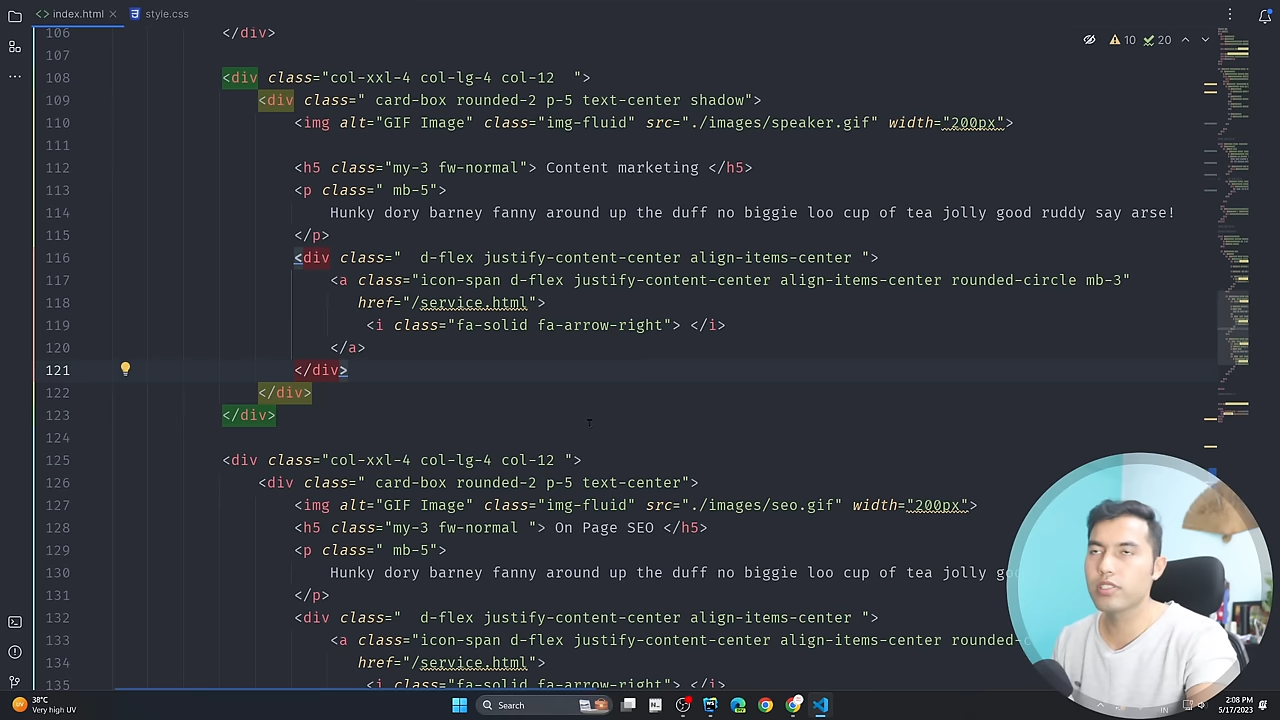 index.html
style.css
10 20
106 </div>
107
108 <div class="col-xxl-4 col-lg-4 col-12 ">
109 <div class=" card-box rounded-2 p-5 text-center shadow">
110 <img alt="GIF Image" class="img-fluid" src="./images/speaker.gif" width="200px">
111
112 <h5 class="my-3 fw-normal "> Content marketing </h5>
113 <p class=" mb-5">
114 Hunky dory barney fanny around up the duff no biggie loo cup of tea jolly good ruddy say arse!
115 </p>
116 <div class="  d-flex justify-content-center align-items-center ">
117 <a class="icon-span d-flex justify-content-center align-items-center rounded-circle mb-3"
118 href="/service.html">
119 <i class="fa-solid fa-arrow-right"> </i>
120 </a>
121 </div>
122 </div>
123 </div>
124
125 <div class="col-xxl-4 col-lg-4 col-12 ">
126 <div class=" card-box rounded-2 p-5 text-center">
127 <img alt="GIF Image" class="img-fluid" src="./images/seo.gif" width="200px">
128 <h5 class="my-3 fw-normal "> On Page SEO </h5>
129 <p class=" mb-5">
130 Hunky dory barney fanny around up the duff no biggie loo cup of tea jolly
131 </p>
132 <div class="  d-flex justify-content-center align-items-center ">
133 <a class="icon-span d-flex justify-content-center align-items-center
134 href="/service.html">
135 <i class="fa-solid fa-arrow-right"> </i>
38°C
Very high UV
Search
IN
2:08 PM
5/17/2023